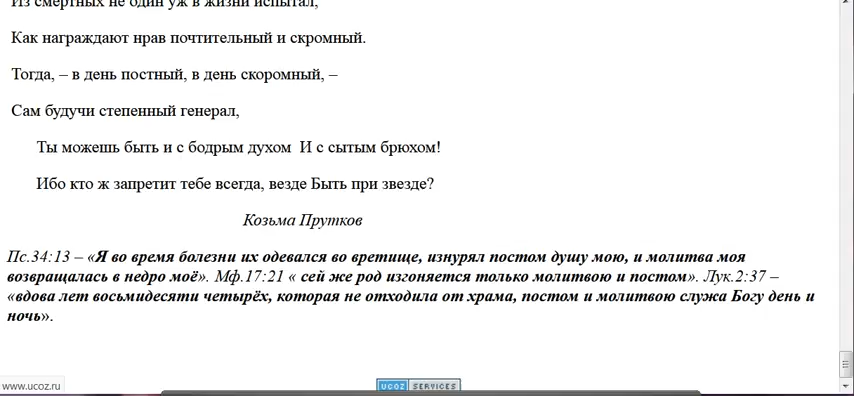 Из смертных не один уж в жизни испытал,
Как награждают нрав почтительный и скромный.
Тогда, – в день постный, в день скоромный, –
Сам будучи степенный генерал,
Ты можешь быть и с бодрым духом И с сытым брюхом!
Ибо кто ж запретит тебе всегда, везде Быть при звезде?
Козьма Прутков
Пс.34:13 – «Я во время болезни их одевался во вретище, изнурял постом душу мою, и молитва моя
возвращалась в недро моё». Мф.17:21 « сей же род изгоняется только молитвою и постом». Лук.2:37 –
«вдова лет восьмидесяти четырёх, которая не отходила от храма, постом и молитвою служа Богу день и
ночь».
www.ucoz.ru
UCOZ SERVICES